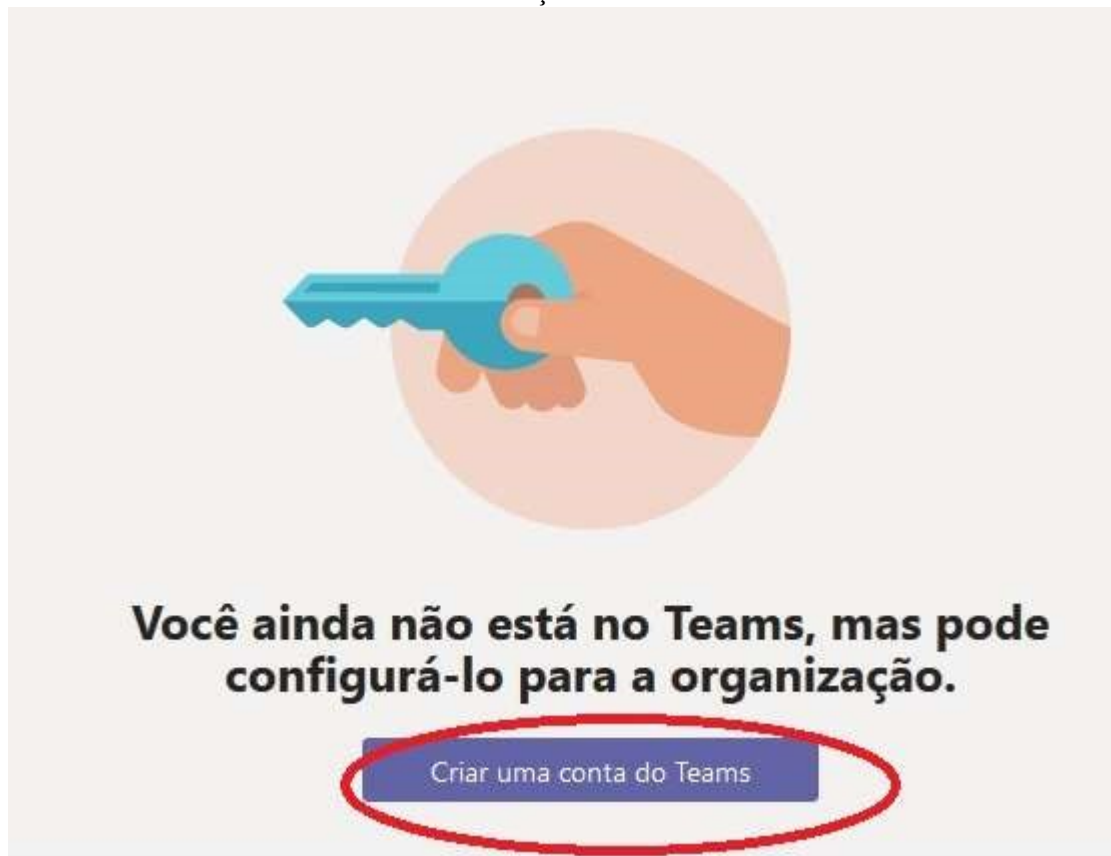 Você ainda não está no Teams, mas pode
configurá-lo para a organização.
Criar uma conta do Teams